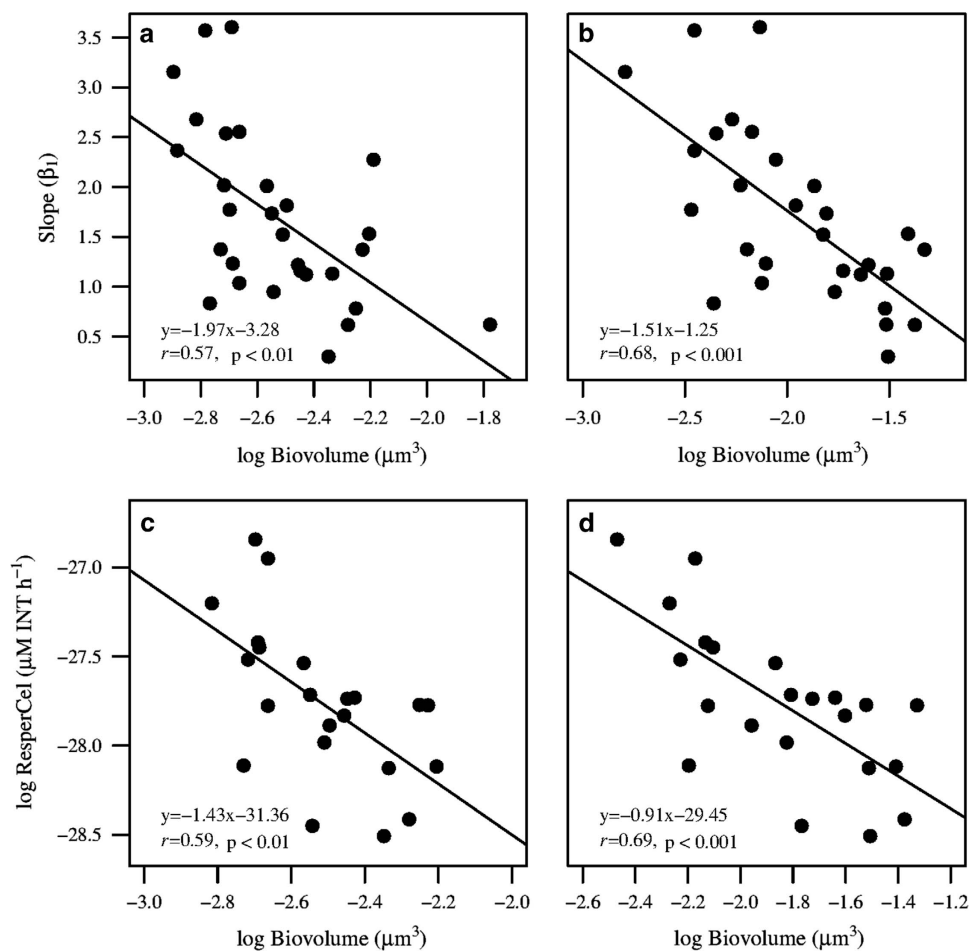 a
b
3.5
3.0
2.5
2.0
1.5
1.0
0.5
Slope (β₁)
y=−1.97x−3.28
r=0.57, p < 0.01
y=−1.51x−1.25
r=0.68, p < 0.001
−3.0 −2.8 −2.6 −2.4 −2.2 −2.0 −1.8
−3.0 −2.5 −2.0 −1.5
log Biovolume (μm³)
log Biovolume (μm³)
c
d
−27.0
−27.5
−28.0
−28.5
log ResperCel (μM INT h⁻¹)
y=−1.43x−31.36
r=0.59, p < 0.01
y=−0.91x−29.45
r=0.69, p < 0.001
−3.0 −2.8 −2.6 −2.4 −2.2 −2.0
−2.6 −2.4 −2.2 −2.0 −1.8 −1.6 −1.4 −1.2
log Biovolume (μm³)
log Biovolume (μm³)